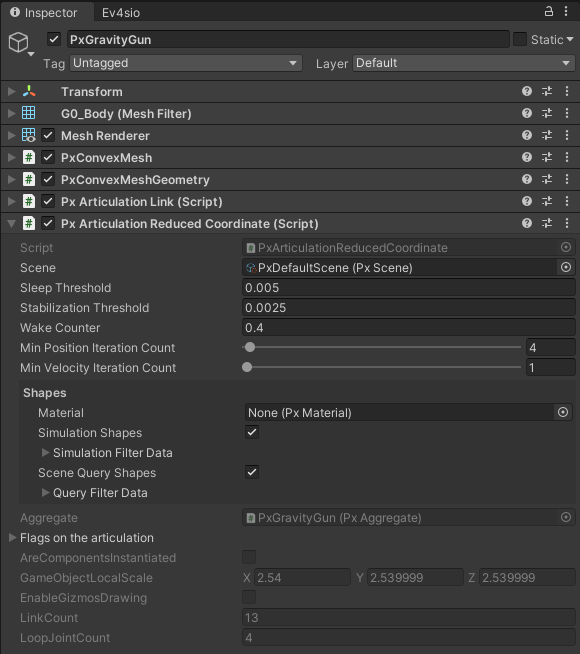 Inspector Ev4sio
PxGravityGun Static
Tag Untagged Layer Default
Transform
G0_Body (Mesh Filter)
Mesh Renderer
# PxConvexMesh
# PxConvexMeshGeometry
# Px Articulation Link (Script)
# Px Articulation Reduced Coordinate (Script)
Script # PxArticulationReducedCoordinate
Scene PxDefaultScene (Px Scene)
Sleep Threshold 0.005
Stabilization Threshold 0.0025
Wake Counter 0.4
Min Position Iteration Count 4
Min Velocity Iteration Count 1
Shapes
Material None (Px Material)
Simulation Shapes
Simulation Filter Data
Scene Query Shapes
Query Filter Data
Aggregate # PxGravityGun (Px Aggregate)
Flags on the articulation
AreComponentsInstantiated
GameObjectLocalScale X 2.54 Y 2.539999 Z 2.539999
EnableGizmosDrawing
LinkCount 13
LoopJointCount 4